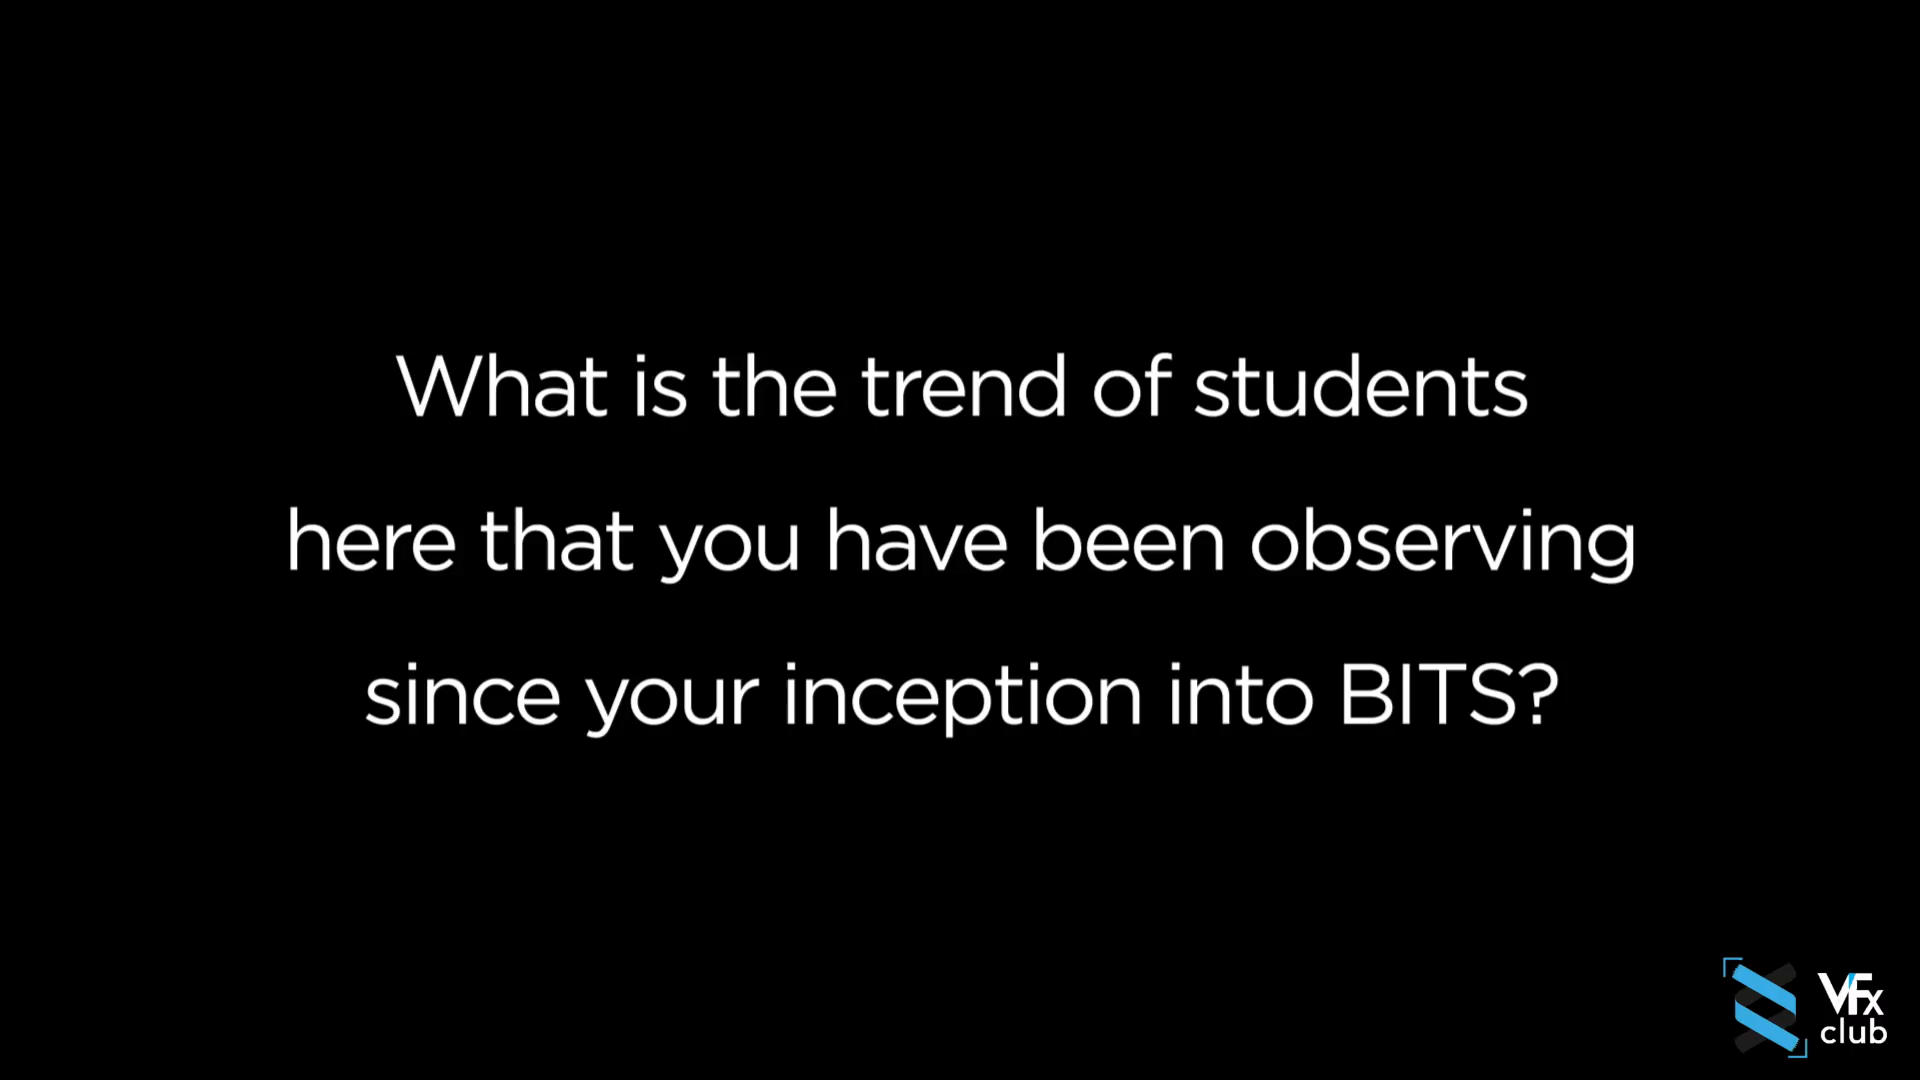 What is the trend of students
here that you have been observing
since your inception into BITS?
VFx
club